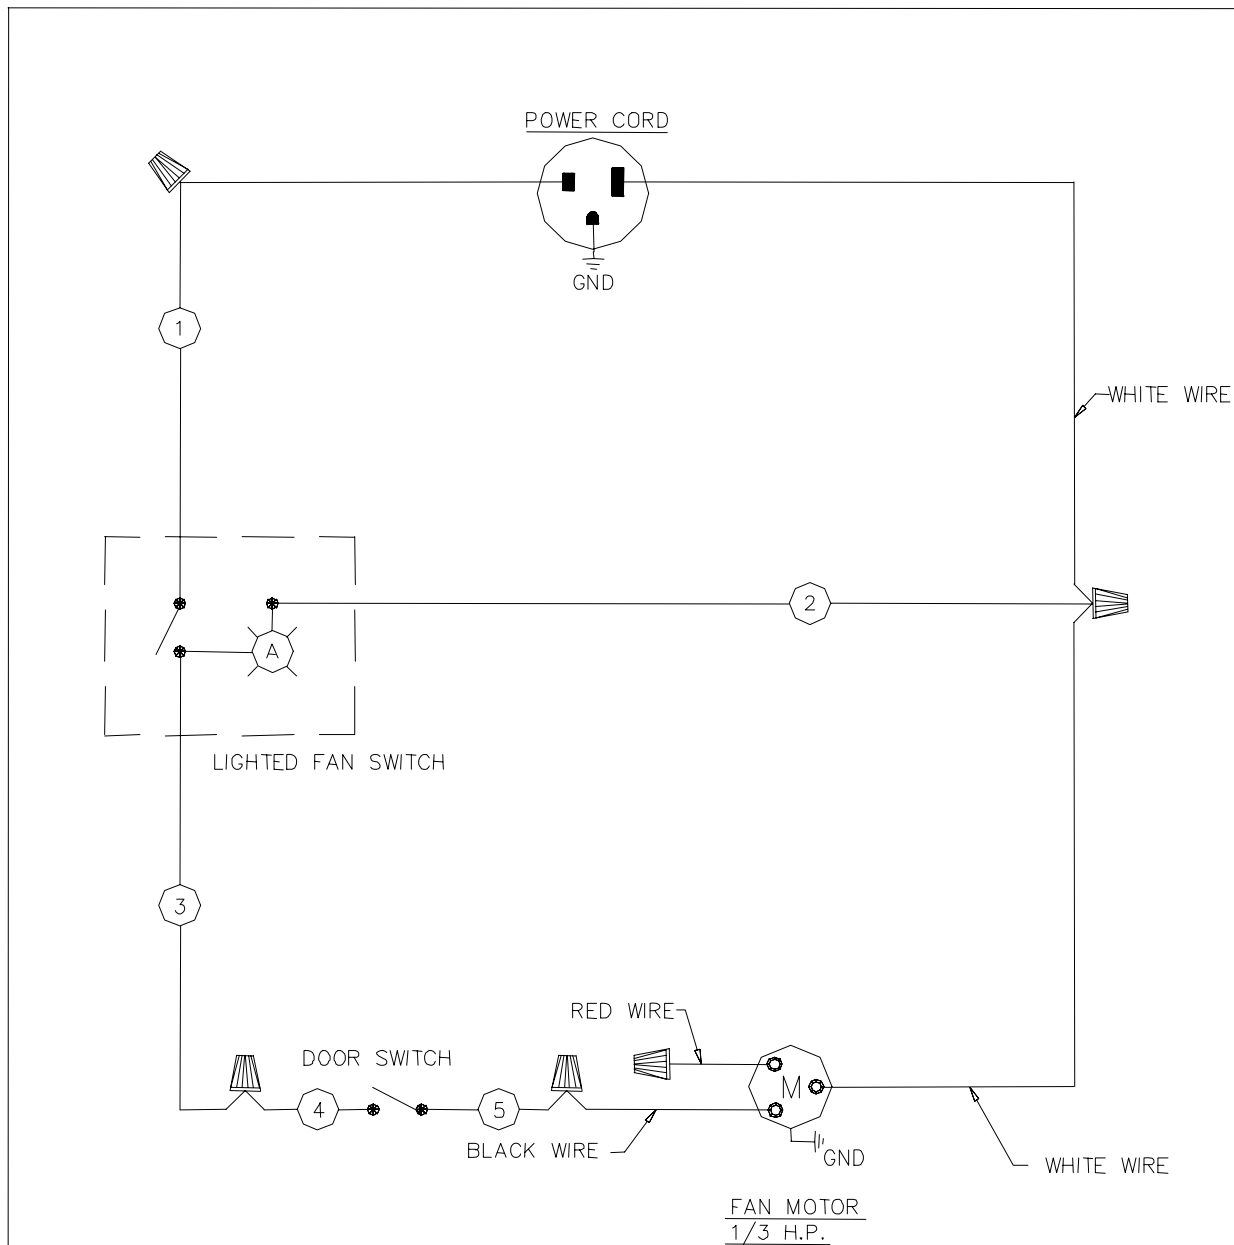 POWER CORD
GND
1
WHITE WIRE
2
A
LIGHTED FAN SWITCH
3
RED WIRE
DOOR SWITCH
M
4
5
BLACK WIRE
GND
WHITE WIRE
FAN MOTOR
1/3 H.P.